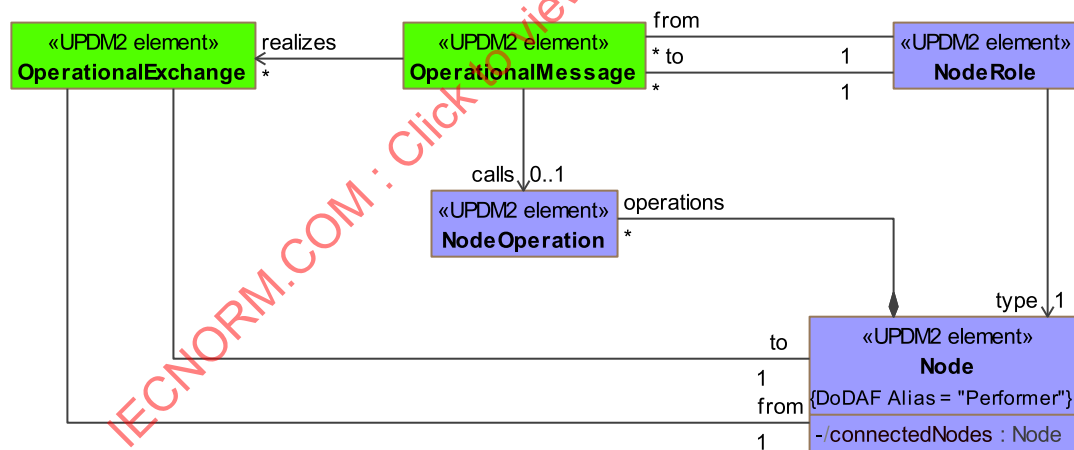 from
«UPDM2 element»
OperationalExchange
realizes
*
«UPDM2 element»
OperationalMessage
* to
*
1
1
«UPDM2 element»
NodeRole
calls
0..1
«UPDM2 element»
NodeOperation
operations
*
type
1
to
1
from
1
«UPDM2 element»
Node
{DoDAF Alias = "Performer"}
-/connectedNodes : Node
IECNORM.COM : Click to view